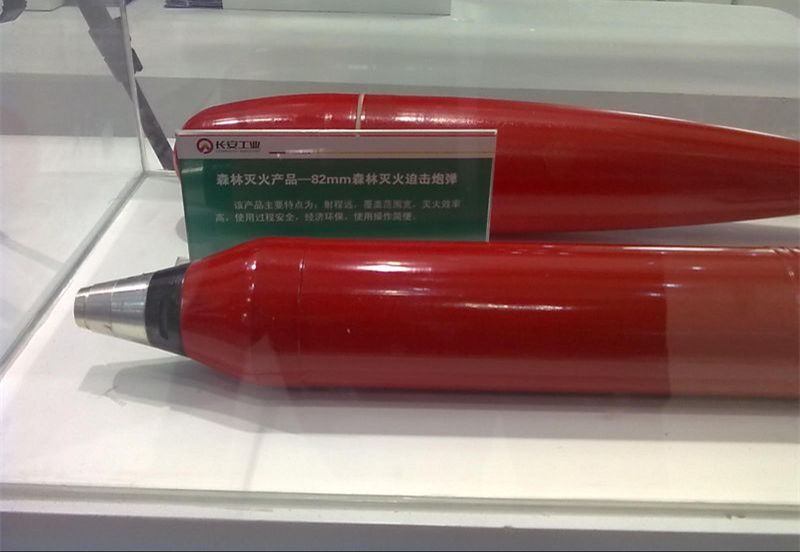 长安工业
森林灭火产品—82mm森林灭火迫击炮弹
该产品主要特点为：射程远，覆盖范围宽，灭火效率
高，使用过程安全，经济环保，使用操作简便。